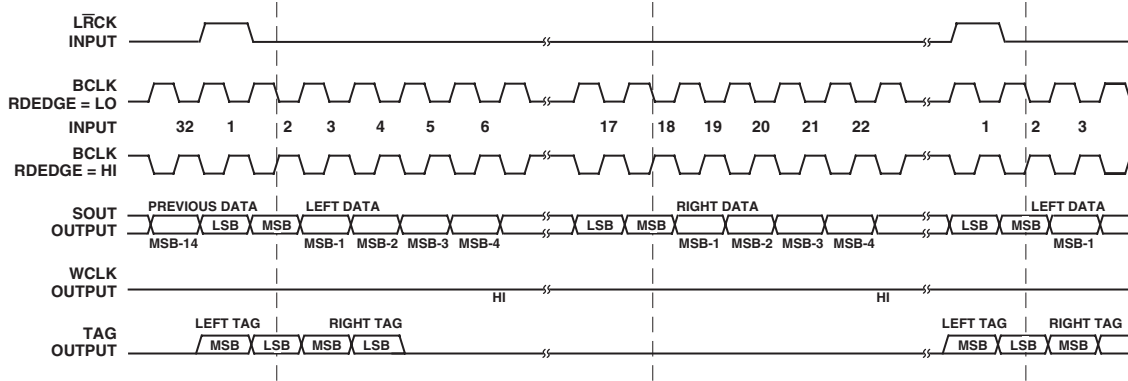 LR̅CK
INPUT
BCLK
RDEDGE = LO
INPUT 32 1 2 3 4 5 6 17 18 19 20 21 22 1 2 3
BCLK
RDEDGE = HI
SOUT
OUTPUT
PREVIOUS DATA LEFT DATA RIGHT DATA LEFT DATA
LSB MSB LSB MSB LSB MSB
MSB-14 MSB-1 MSB-2 MSB-3 MSB-4 MSB-1 MSB-2 MSB-3 MSB-4 MSB-1
WCLK
OUTPUT
HI HI
TAG
OUTPUT
LEFT TAG RIGHT TAG LEFT TAG RIGHT TAG
MSB LSB MSB LSB MSB LSB MSB